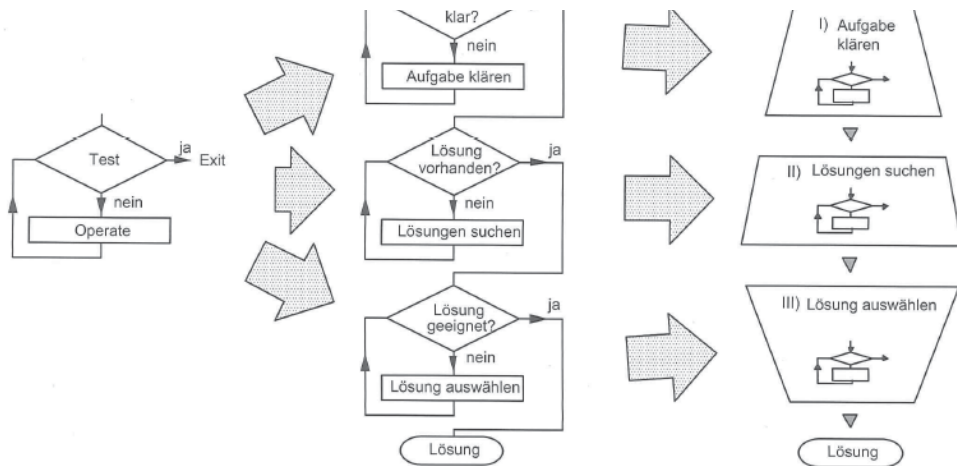 klar?
nein
Aufgabe klären
I) Aufgabe
klären
Test
ja
Exit
nein
Operate
Lösung
vorhanden?
ja
nein
Lösungen suchen
II) Lösungen suchen
Lösung
geeignet?
ja
nein
Lösung auswählen
III) Lösung auswählen
Lösung
Lösung